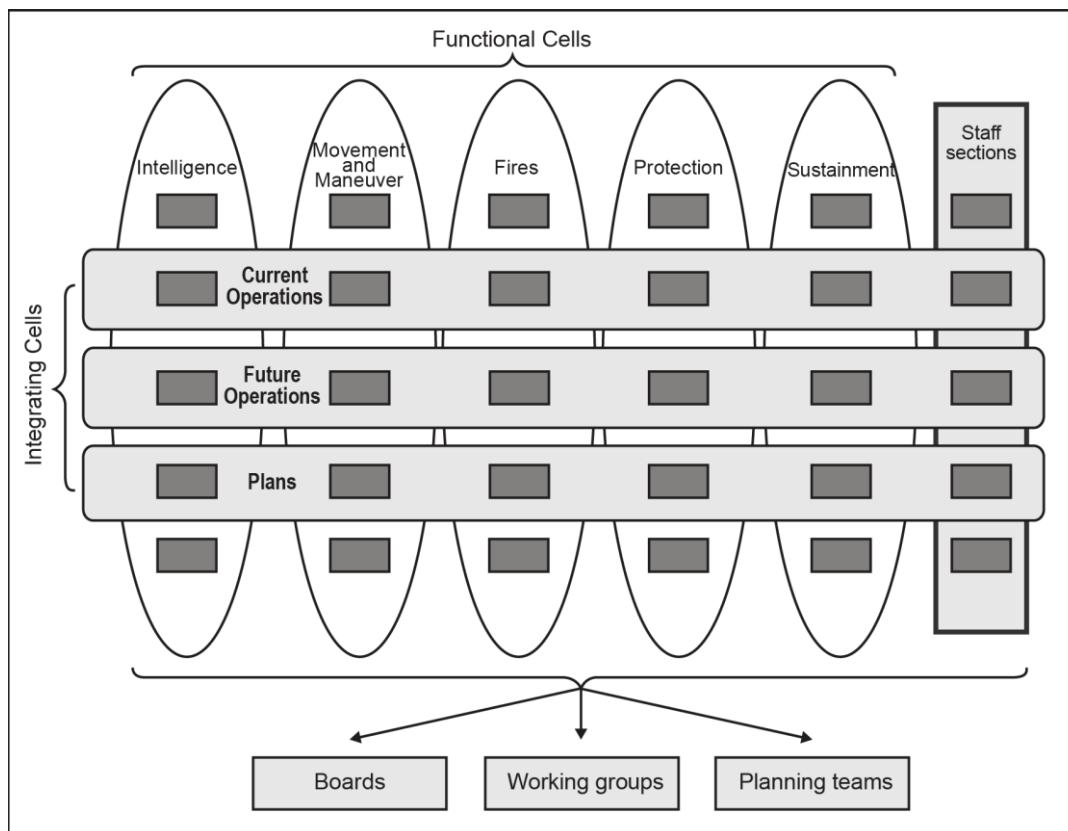 Functional Cells
Intelligence
Movement
and
Maneuver
Fires
Protection
Sustainment
Staff
sections
Integrating Cells
Current
Operations
Future
Operations
Plans
Boards
Working groups
Planning teams